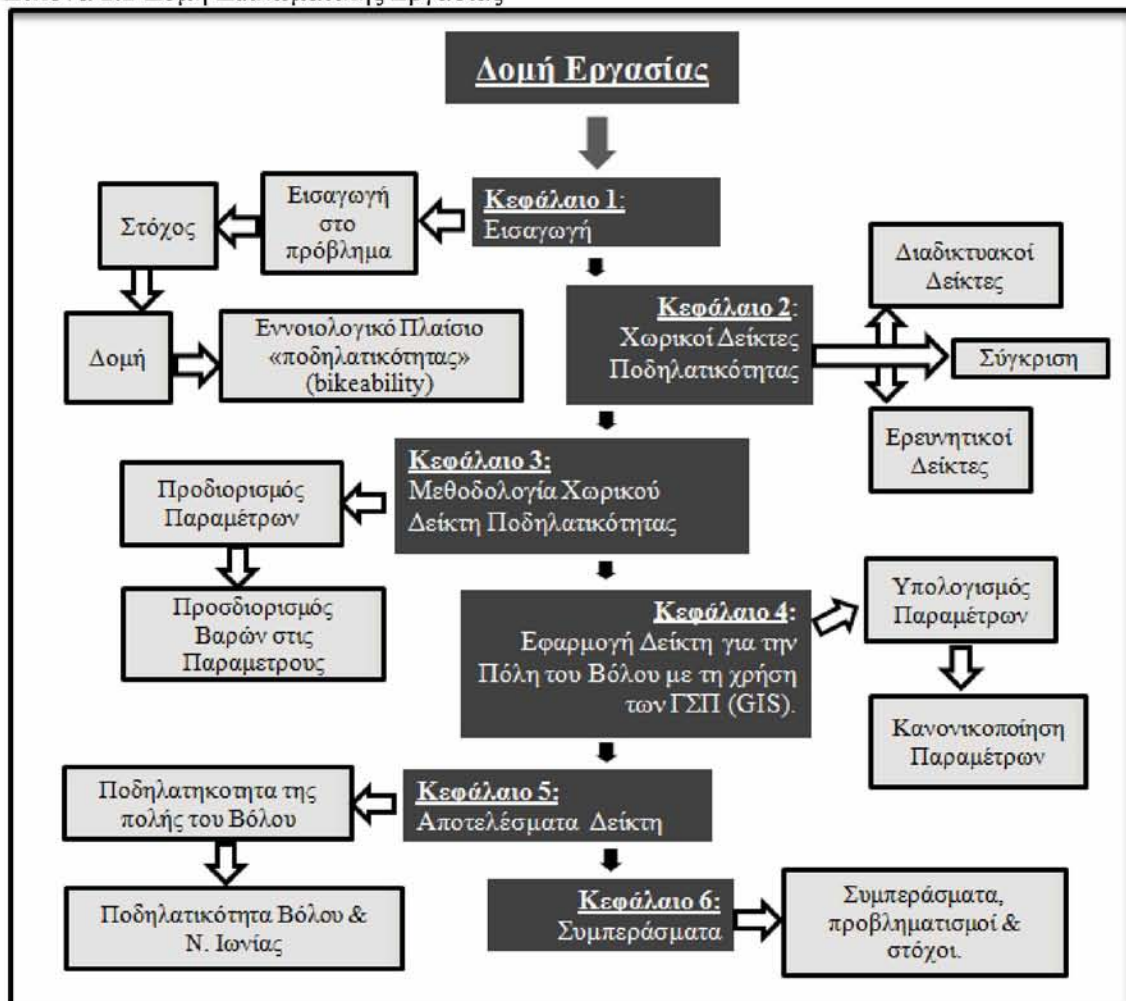 Δομή Εργασίας
Κεφάλαιο 1:
Εισαγωγή
Εισαγωγή
στο
πρόβλημα
Στόχος
Δομή
Εννοιολογικό Πλαίσιο
«ποδηλατικότητας»
(bikeability)
Κεφάλαιο 2:
Χωρικοί Δείκτες
Ποδηλατικότητας
Διαδικτυακοί
Δείκτες
Σύγκριση
Ερευνητικοί
Δείκτες
Κεφάλαιο 3:
Μεθοδολογία Χωρικού
Δείκτη Ποδηλατικότητας
Προδιορισμός
Παραμέτρων
Προσδιορισμός
Βαρών στις
Παραμετρους
Κεφάλαιο 4:
Εφαρμογή Δείκτη για την
Πόλη του Βόλου με τη χρήση
των ΓΣΠ (GIS).
Υπολογισμός
Παραμέτρων
Κανονικοποίηση
Παραμέτρων
Κεφάλαιο 5:
Αποτελέσματα Δείκτη
Ποδηλατηκοτητα της
πολής του Βόλου
Ποδηλατικότητα Βόλου &
Ν. Ιωνίας
Κεφάλαιο 6:
Συμπεράσματα
Συμπεράσματα,
προβληματισμοί &
στόχοι.